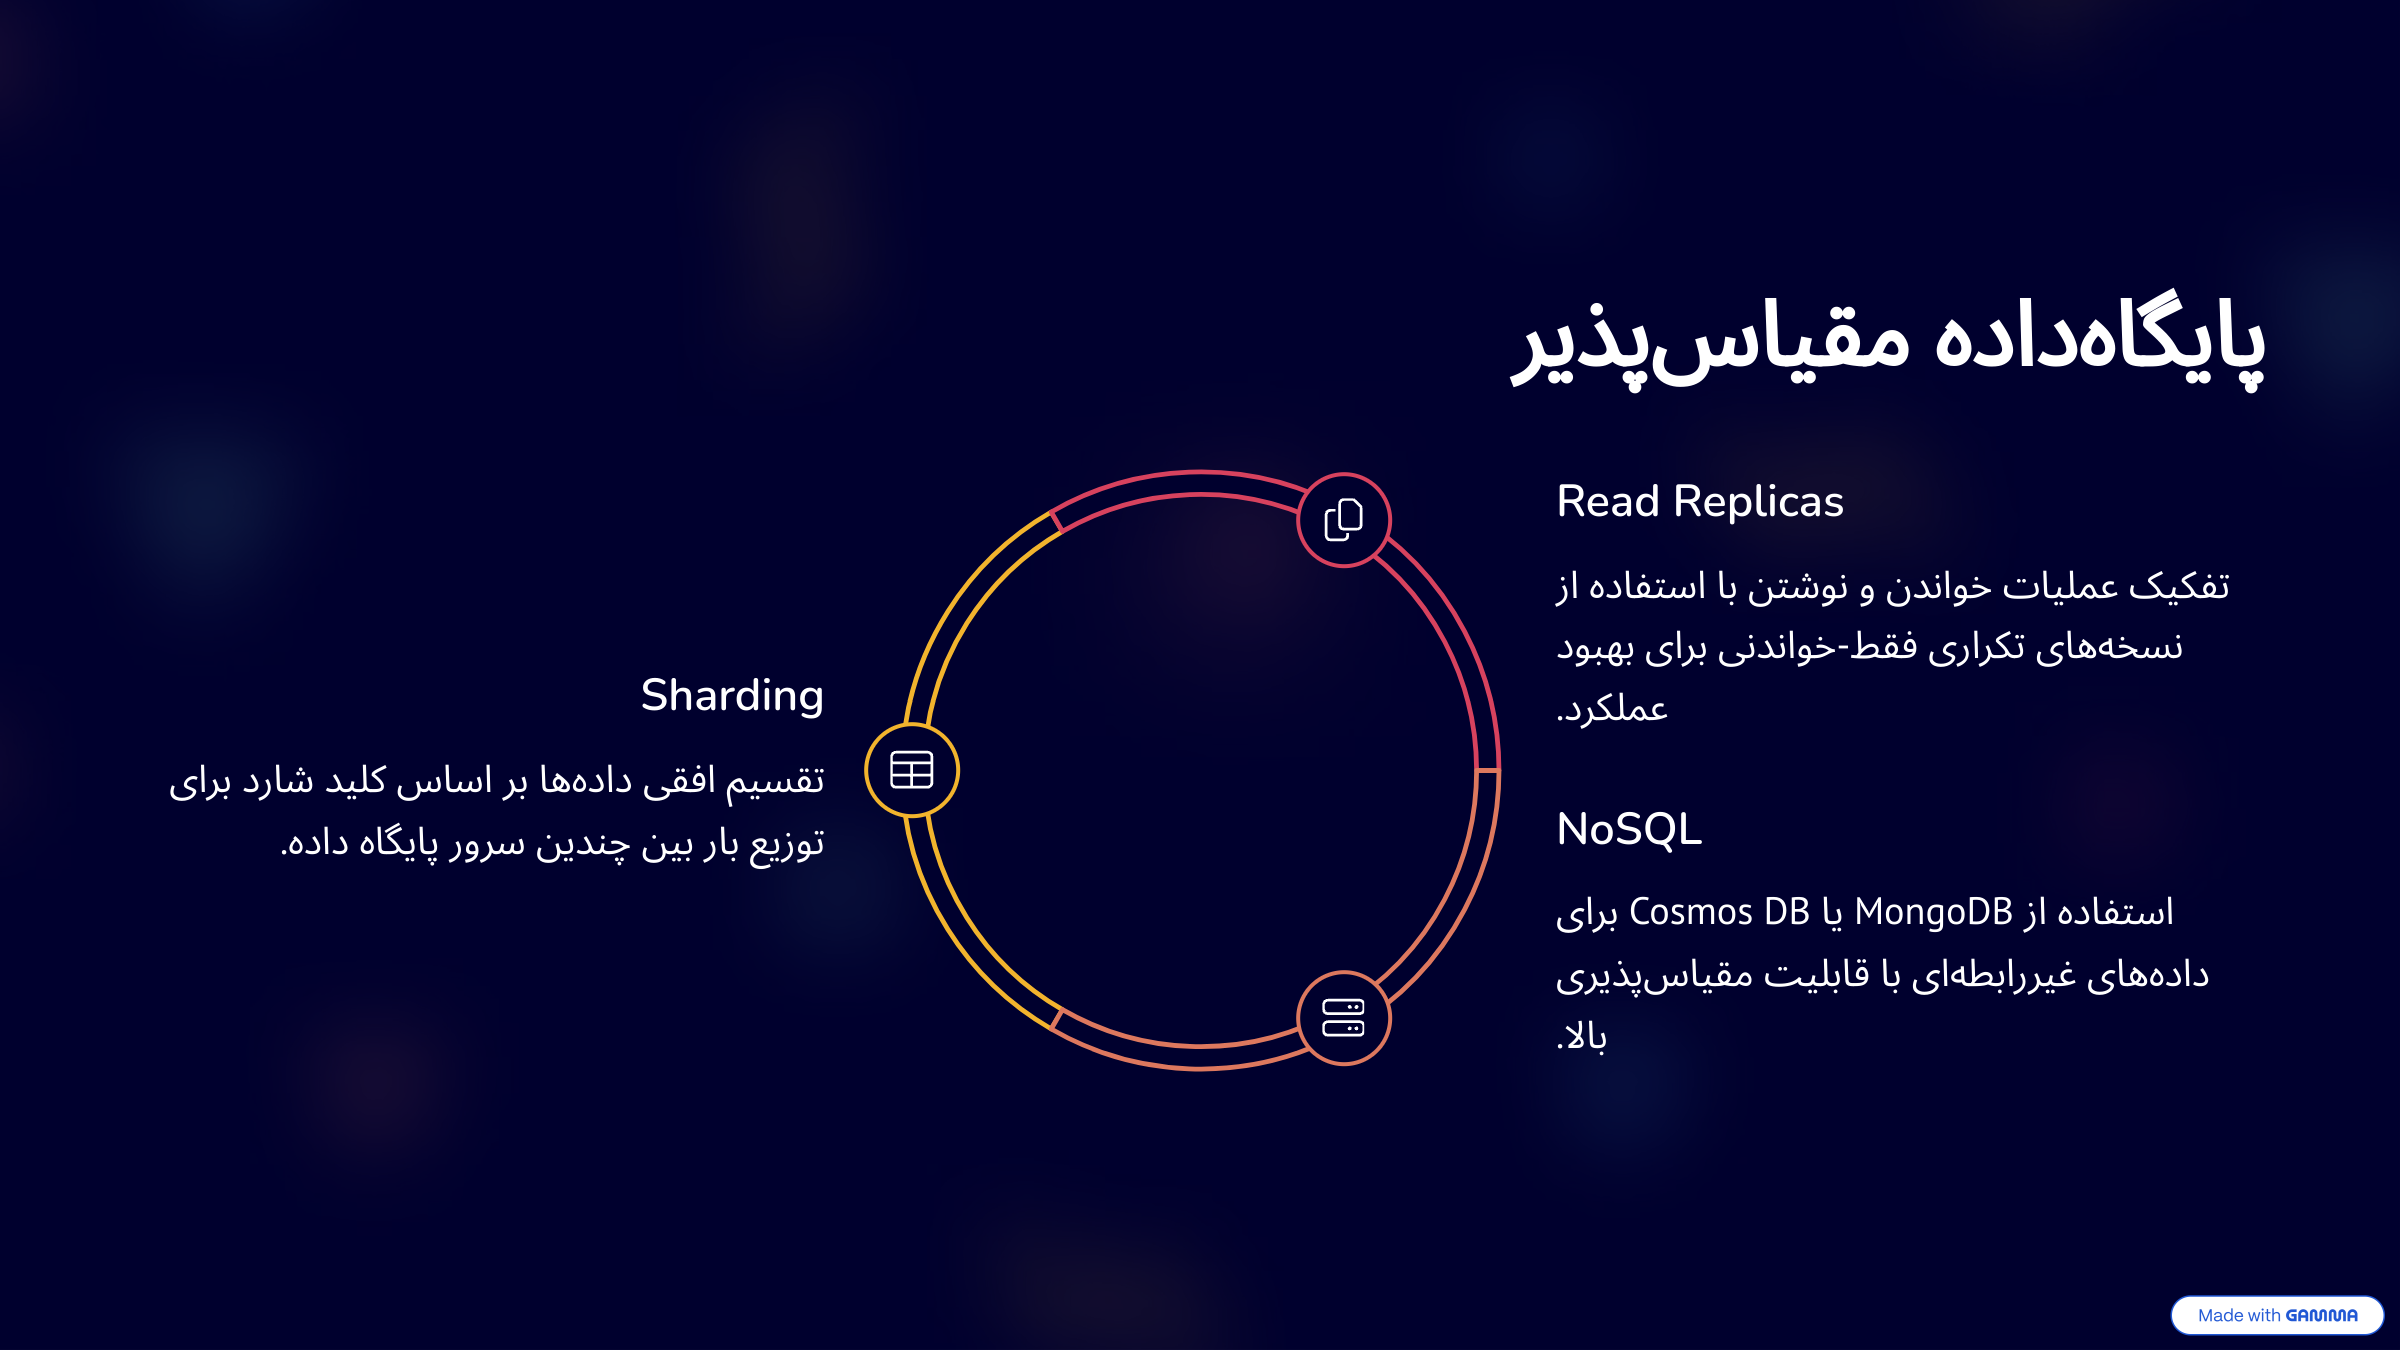 پایگاه‌داده مقیاس‌پذیر
Read Replicas
تفکیک عملیات خواندن و نوشتن با استفاده از
نسخه‌های تکراری فقط-خواندنی برای بهبود
عملکرد.
NoSQL
استفاده از MongoDB یا Cosmos DB برای
داده‌های غیررابطه‌ای با قابلیت مقیاس‌پذیری
بالا.
Sharding
تقسیم افقی داده‌ها بر اساس کلید شارد برای
توزیع بار بین چندین سرور پایگاه داده.
Made with GAMMA